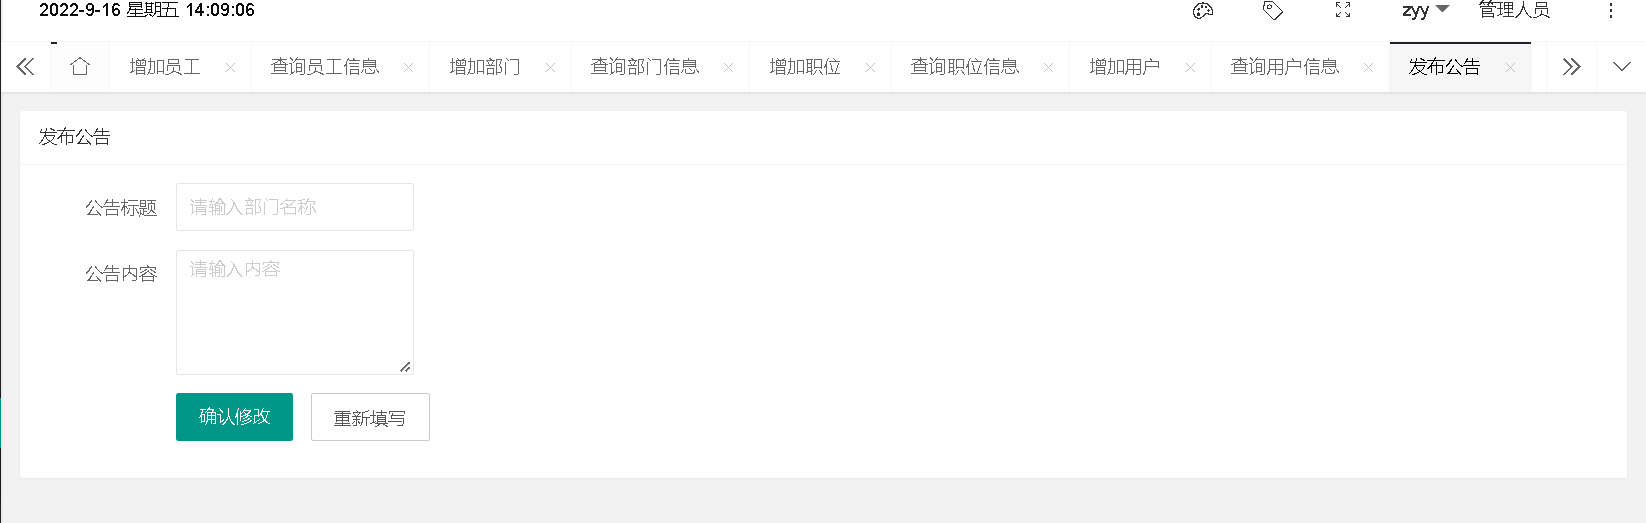 2022-9-16 星期五 14:09:06 zyy 管理人员
增加员工 查询员工信息 增加部门 查询部门信息 增加职位 查询职位信息 增加用户 查询用户信息 发布公告
发布公告
公告标题 请输入部门名称
公告内容 请输入内容
确认修改 重新填写